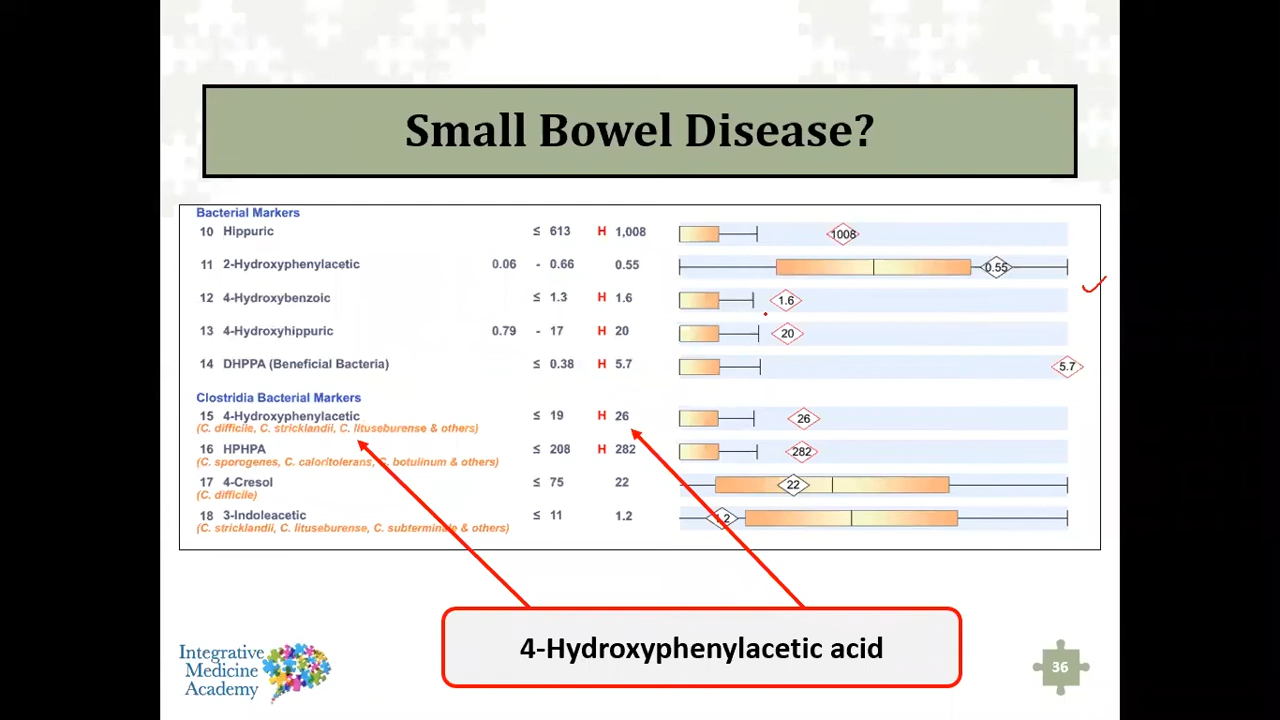 Small Bowel Disease?
Bacterial Markers
10 Hippuric ≤ 613 H 1,008 1008
11 2-Hydroxyphenylacetic 0.06 - 0.66 0.55 0.55
12 4-Hydroxybenzoic ≤ 1.3 H 1.6 1.6
13 4-Hydroxyhippuric 0.79 - 17 H 20 20
14 DHPPA (Beneficial Bacteria) ≤ 0.38 H 5.7 5.7
Clostridia Bacterial Markers
15 4-Hydroxyphenylacetic ≤ 19 H 26 26
(C. difficile, C. stricklandii, C. lituseburense & others)
16 HPHPA ≤ 208 H 282 282
(C. sporogenes, C. caloritolerans, C. botulinum & others)
17 4-Cresol ≤ 75 22 22
(C. difficile)
18 3-Indoleacetic ≤ 11 1.2 1.2
(C. stricklandii, C. lituseburense, C. subterminale & others)
4-Hydroxyphenylacetic acid
Integrative
Medicine
Academy
36